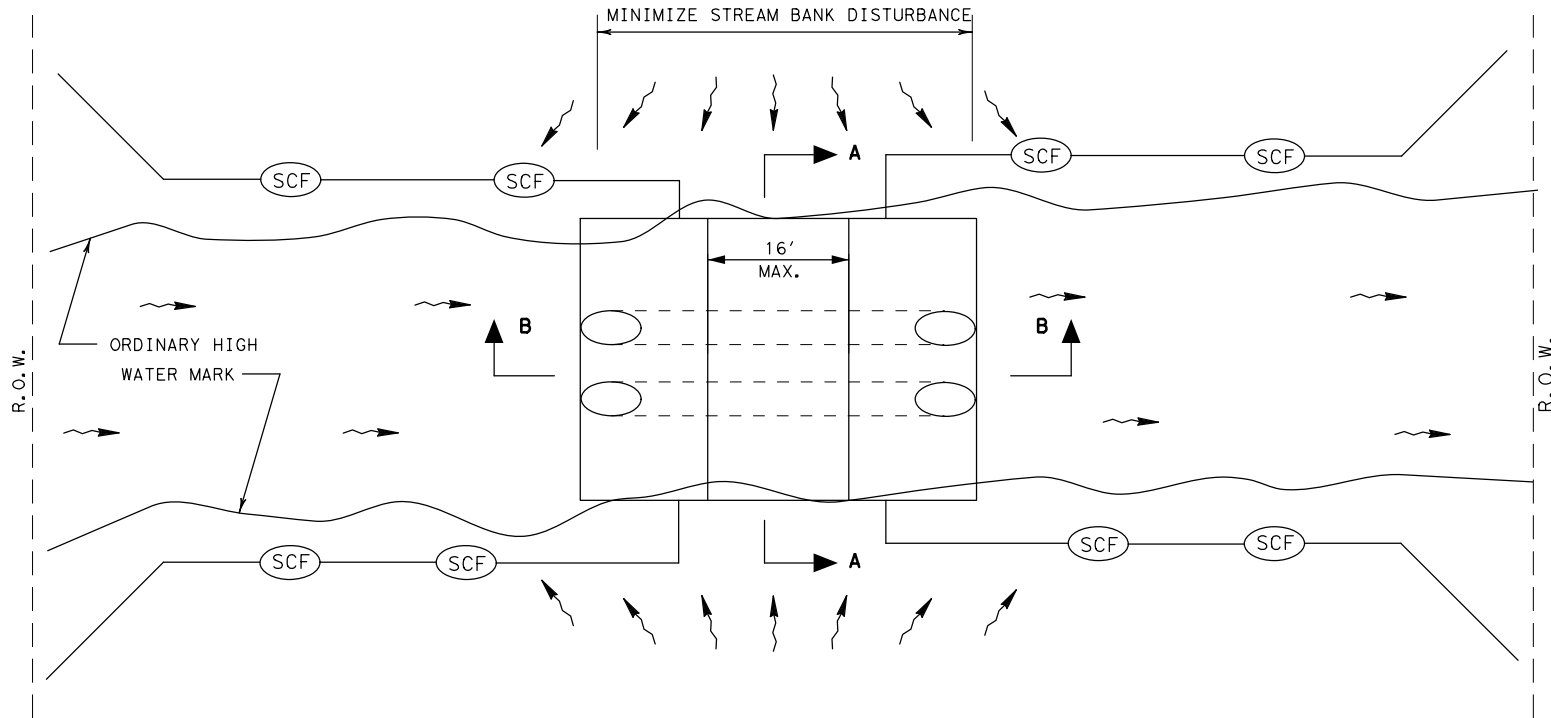 MINIMIZE STREAM BANK DISTURBANCE
SCF
SCF
A
SCF
SCF
16'
MAX.
B
B
ORDINARY HIGH
WATER MARK
R.O.W.
R.O.W.
SCF
SCF
A
SCF
SCF